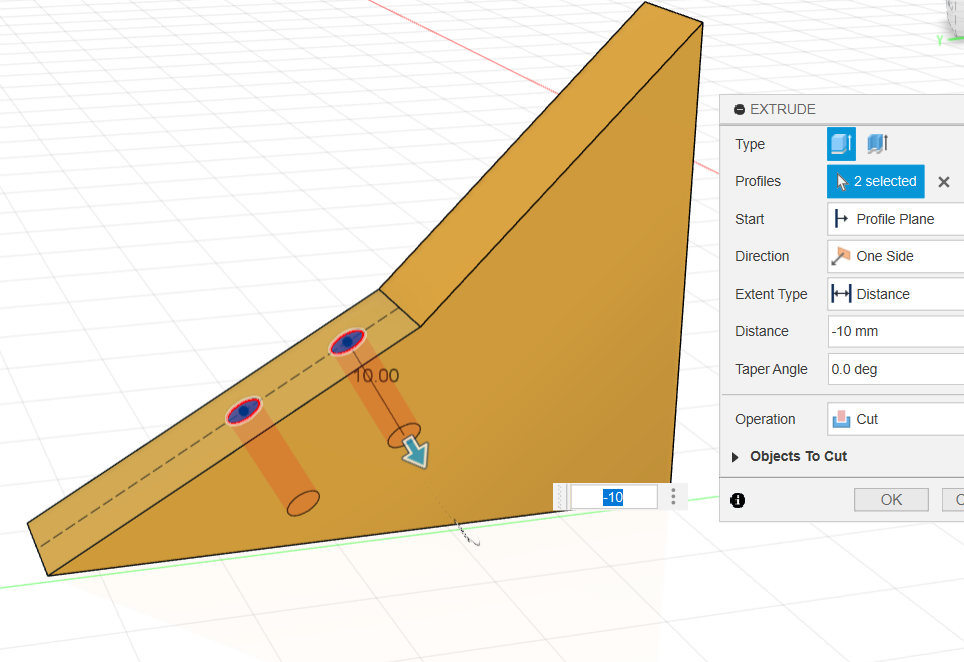 Y
EXTRUDE
Type
Profiles 2 selected
Start Profile Plane
Direction One Side
Extent Type Distance
Distance -10 mm
Taper Angle 0.0 deg
10.00
Operation Cut
Objects To Cut
-10
OK C